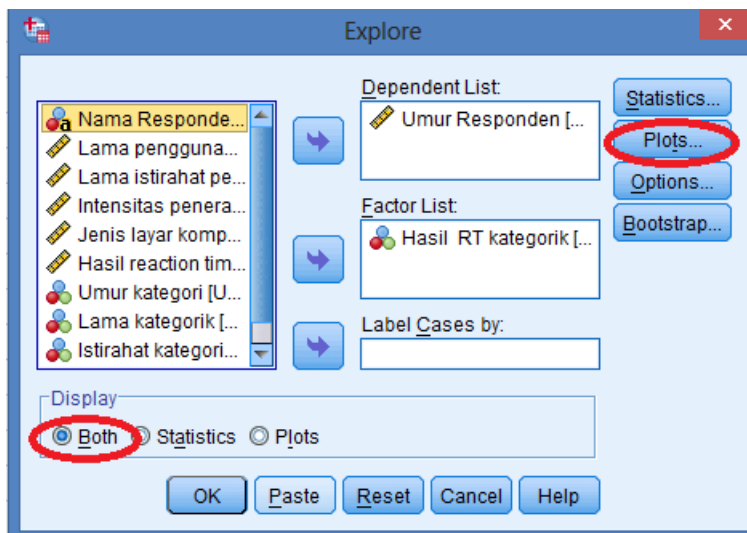 Explore
Nama Responde...
Lama pengguna...
Lama istirahat pe...
Intensitas penera...
Jenis layar komp...
Hasil reaction tim...
Umur kategori [U...
Lama kategorik [...
Istirahat kategori...
Dependent List:
Umur Responden [...
Factor List:
Hasil RT kategorik [...
Label Cases by:
Statistics...
Plots...
Options...
Bootstrap...
Display
Both Statistics Plots
OK Paste Reset Cancel Help